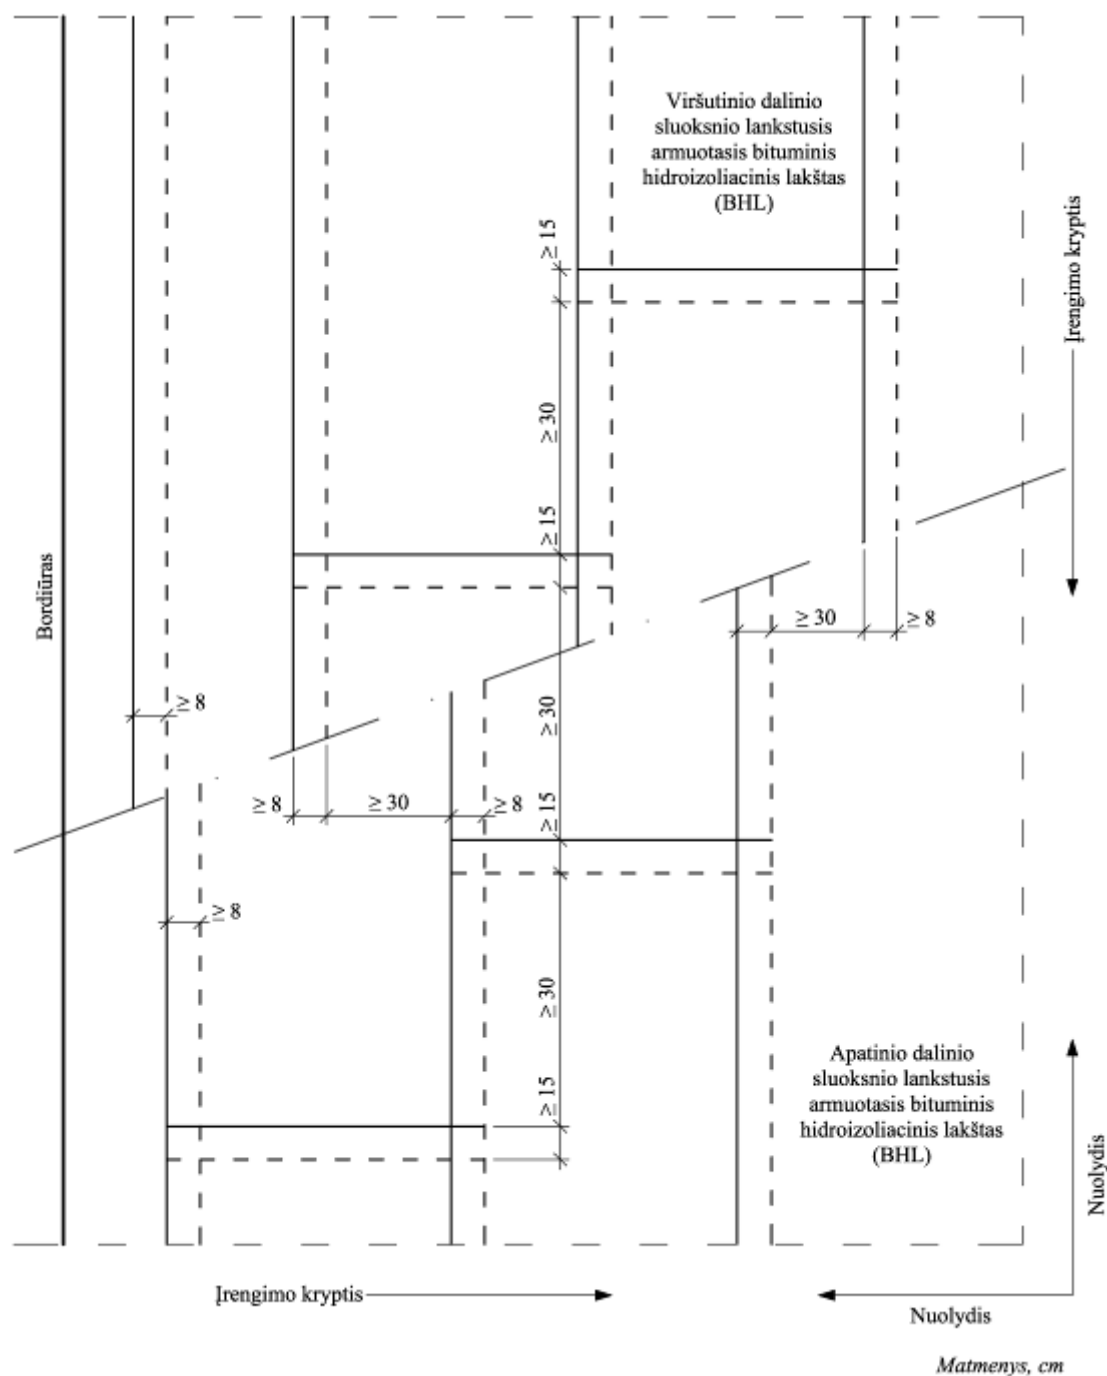 Viršutinio dalinio
sluoksnio lankstusis
armuotasis bituminis
hidroizoliacinis lakštas
(BHL)
≥ 15
Įrengimo kryptis
≥ 30
≥ 15
Bordiūras
≥ 30
≥ 8
≥ 8
≥ 30
≥ 8
≥ 30
≥ 8
≥ 15
≥ 8
≥ 30
Apatinio dalinio
sluoksnio lankstusis
armuotasis bituminis
hidroizoliacinis lakštas
(BHL)
≥ 15
Nuolydis
Įrengimo kryptis
Nuolydis
Matmenys, cm